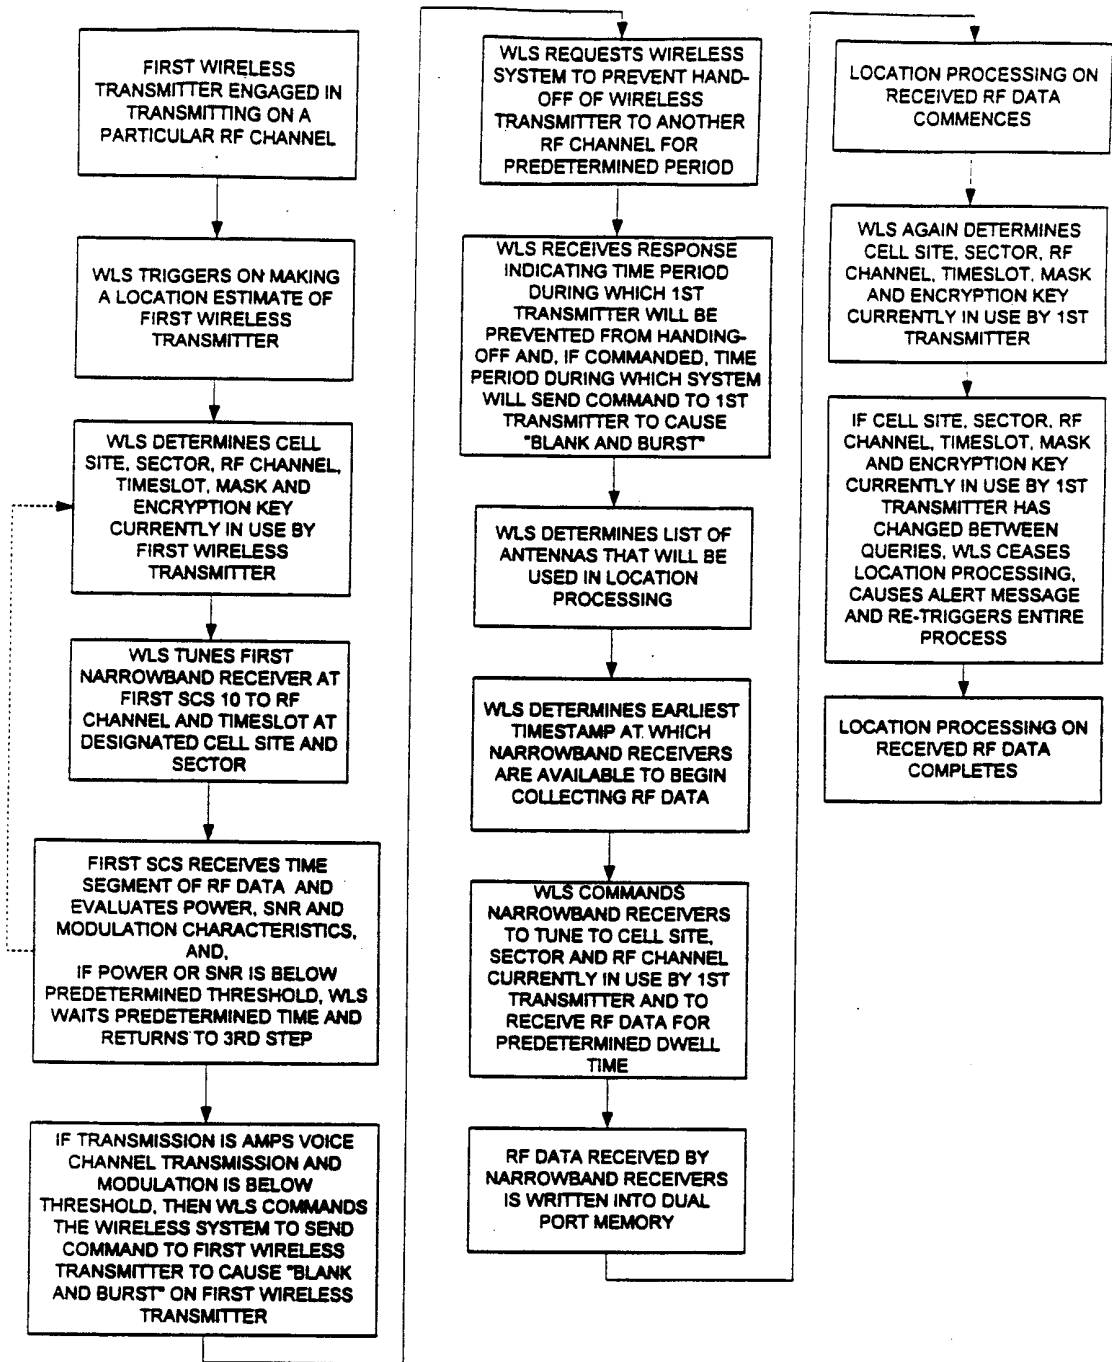 FIRST WIRELESS
TRANSMITTER ENGAGED IN
TRANSMITTING ON A
PARTICULAR RF CHANNEL
WLS TRIGGERS ON MAKING
A LOCATION ESTIMATE OF
FIRST WIRELESS
TRANSMITTER
WLS DETERMINES CELL
SITE, SECTOR, RF CHANNEL,
TIMESLOT, MASK AND
ENCRYPTION KEY
CURRENTLY IN USE BY
FIRST WIRELESS
TRANSMITTER
WLS TUNES FIRST
NARROWBAND RECEIVER AT
FIRST SCS 10 TO RF
CHANNEL AND TIMESLOT AT
DESIGNATED CELL SITE AND
SECTOR
FIRST SCS RECEIVES TIME
SEGMENT OF RF DATA AND
EVALUATES POWER, SNR AND
MODULATION CHARACTERISTICS,
AND,
IF POWER OR SNR IS BELOW
PREDETERMINED THRESHOLD, WLS
WAITS PREDETERMINED TIME AND
RETURNS TO 3RD STEP
IF TRANSMISSION IS AMPS VOICE
CHANNEL TRANSMISSION AND
MODULATION IS BELOW
THRESHOLD, THEN WLS COMMANDS
THE WIRELESS SYSTEM TO SEND
COMMAND TO FIRST WIRELESS
TRANSMITTER TO CAUSE "BLANK
AND BURST" ON FIRST WIRELESS
TRANSMITTER
WLS REQUESTS WIRELESS
SYSTEM TO PREVENT HAND-
OFF OF WIRELESS
TRANSMITTER TO ANOTHER
RF CHANNEL FOR
PREDETERMINED PERIOD
WLS RECEIVES RESPONSE
INDICATING TIME PERIOD
DURING WHICH 1ST
TRANSMITTER WILL BE
PREVENTED FROM HANDING-
OFF AND, IF COMMANDED, TIME
PERIOD DURING WHICH SYSTEM
WILL SEND COMMAND TO 1ST
TRANSMITTER TO CAUSE
"BLANK AND BURST"
WLS DETERMINES LIST OF
ANTENNAS THAT WILL BE
USED IN LOCATION
PROCESSING
WLS DETERMINES EARLIEST
TIMESTAMP AT WHICH
NARROWBAND RECEIVERS
ARE AVAILABLE TO BEGIN
COLLECTING RF DATA
WLS COMMANDS
NARROWBAND RECEIVERS
TO TUNE TO CELL SITE,
SECTOR AND RF CHANNEL
CURRENTLY IN USE BY 1ST
TRANSMITTER AND TO
RECEIVE RF DATA FOR
PREDETERMINED DWELL
TIME
RF DATA RECEIVED BY
NARROWBAND RECEIVERS
IS WRITTEN INTO DUAL
PORT MEMORY
LOCATION PROCESSING ON
RECEIVED RF DATA
COMMENCES
WLS AGAIN DETERMINES
CELL SITE, SECTOR, RF
CHANNEL, TIMESLOT, MASK
AND ENCRYPTION KEY
CURRENTLY IN USE BY 1ST
TRANSMITTER
IF CELL SITE, SECTOR, RF
CHANNEL, TIMESLOT, MASK
AND ENCRYPTION KEY
CURRENTLY IN USE BY 1ST
TRANSMITTER HAS
CHANGED BETWEEN
QUERIES, WLS CEASES
LOCATION PROCESSING,
CAUSES ALERT MESSAGE
AND RE-TRIGGERS ENTIRE
PROCESS
LOCATION PROCESSING ON
RECEIVED RF DATA
COMPLETES